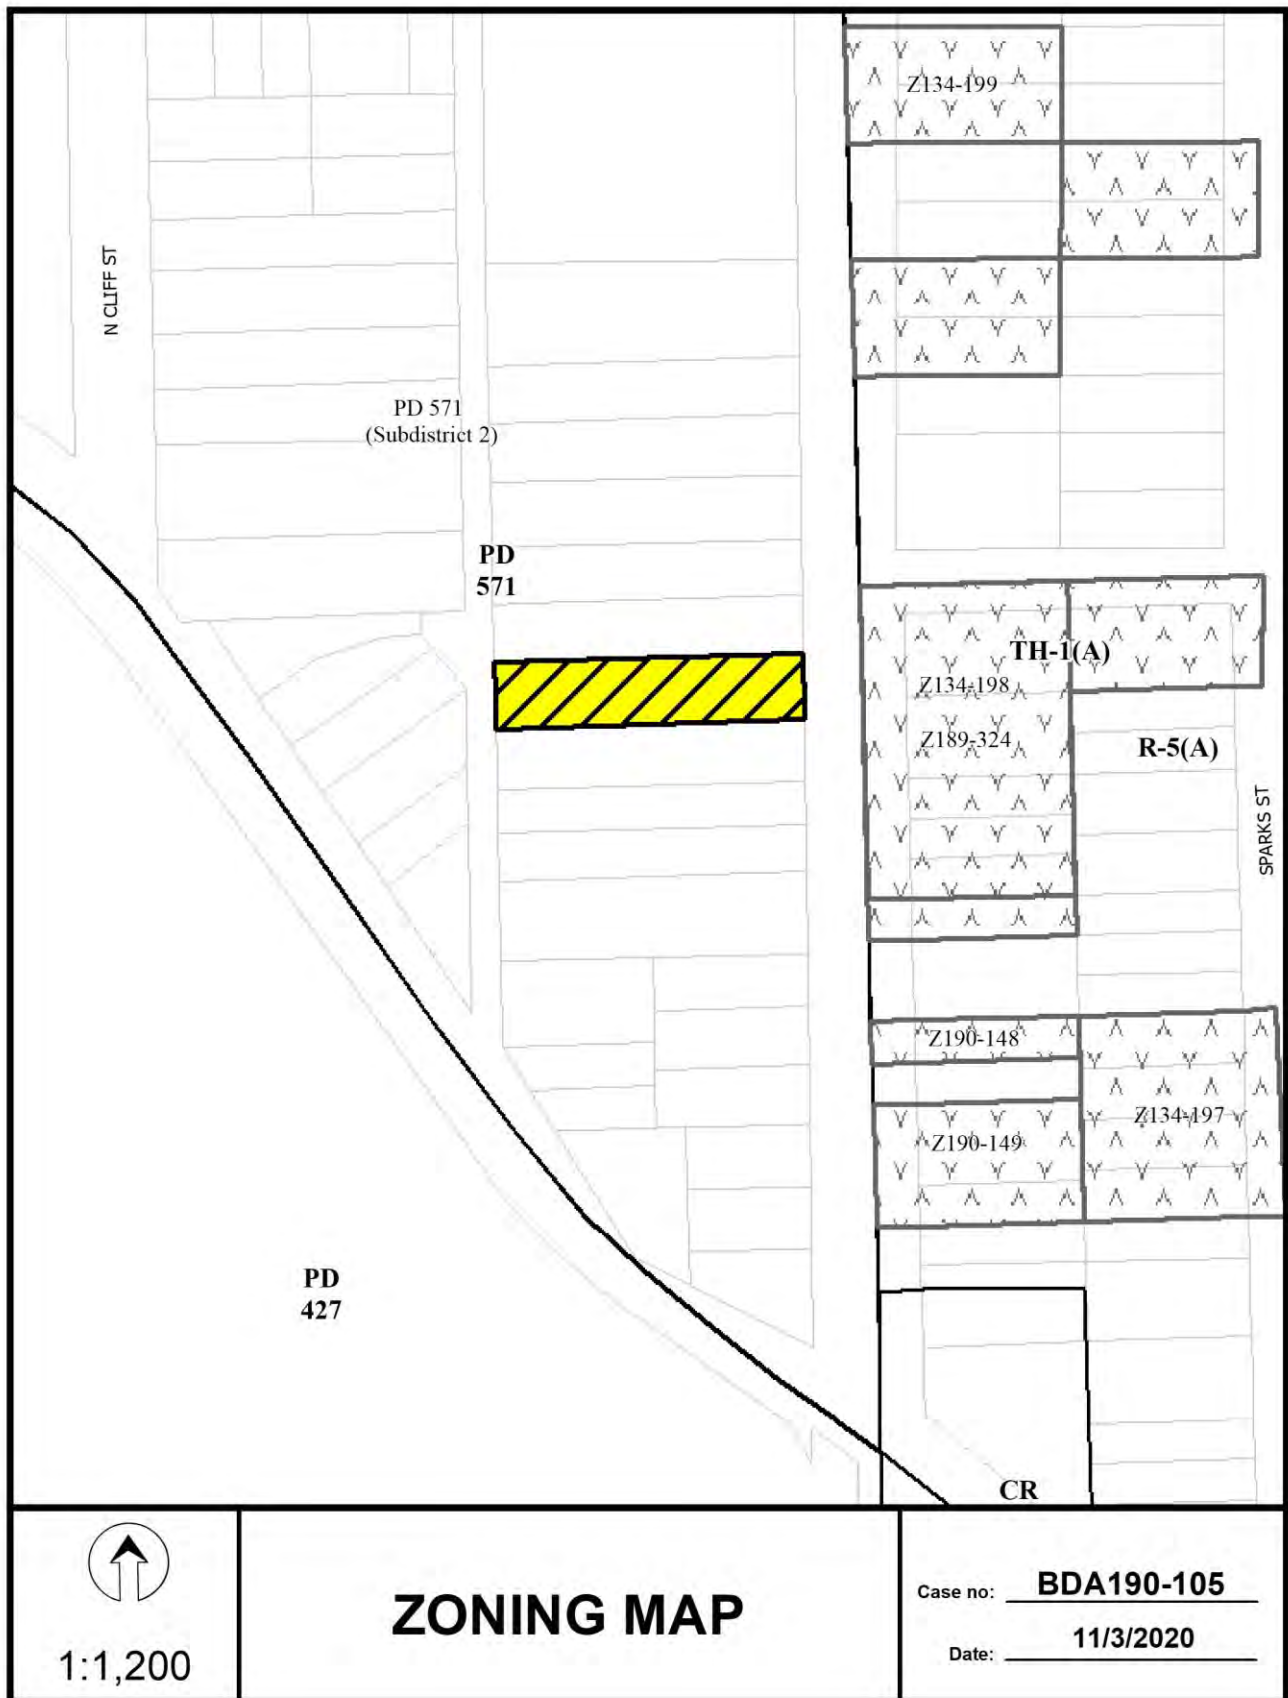 Z134-199
N CLIFF ST
PD 571
(Subdistrict 2)
PD
571
TH-1(A)
Z134-198
Z189-324
R-5(A)
SPARKS ST
Z190-148
Z134-197
Z190-149
PD
427
CR
1:1,200
ZONING MAP
Case no: BDA190-105
Date: 11/3/2020